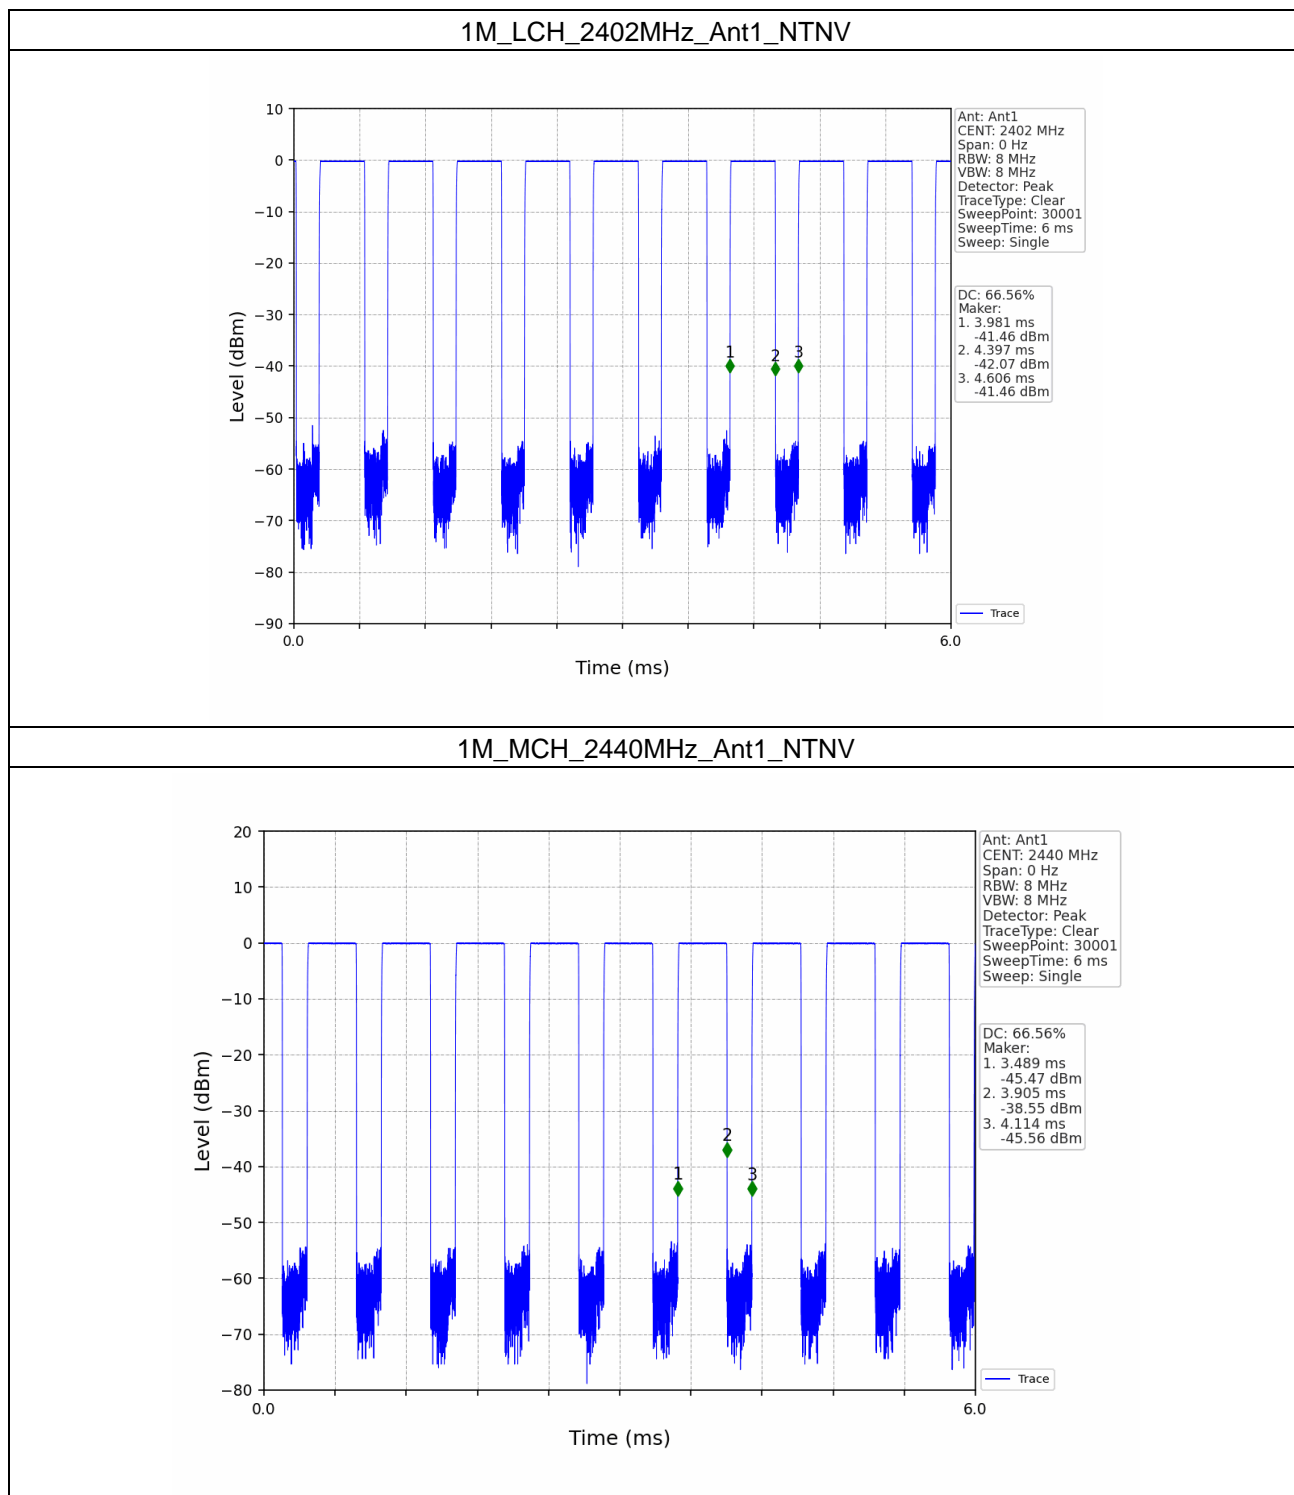 1M_LCH_2402MHz_Ant1_NTNV
10
0
−10
−20
−30
−40
−50
−60
−70
−80
−90
Level (dBm)
0.0
6.0
Time (ms)
1
2
3
Ant: Ant1
CENT: 2402 MHz
Span: 0 Hz
RBW: 8 MHz
VBW: 8 MHz
Detector: Peak
TraceType: Clear
SweepPoint: 30001
SweepTime: 6 ms
Sweep: Single
DC: 66.56%
Maker:
1. 3.981 ms
-41.46 dBm
2. 4.397 ms
-42.07 dBm
3. 4.606 ms
-41.46 dBm
Trace
1M_MCH_2440MHz_Ant1_NTNV
20
10
0
−10
−20
−30
−40
−50
−60
−70
−80
Level (dBm)
0.0
6.0
Time (ms)
1
2
3
Ant: Ant1
CENT: 2440 MHz
Span: 0 Hz
RBW: 8 MHz
VBW: 8 MHz
Detector: Peak
TraceType: Clear
SweepPoint: 30001
SweepTime: 6 ms
Sweep: Single
DC: 66.56%
Maker:
1. 3.489 ms
-45.47 dBm
2. 3.905 ms
-38.55 dBm
3. 4.114 ms
-45.56 dBm
Trace